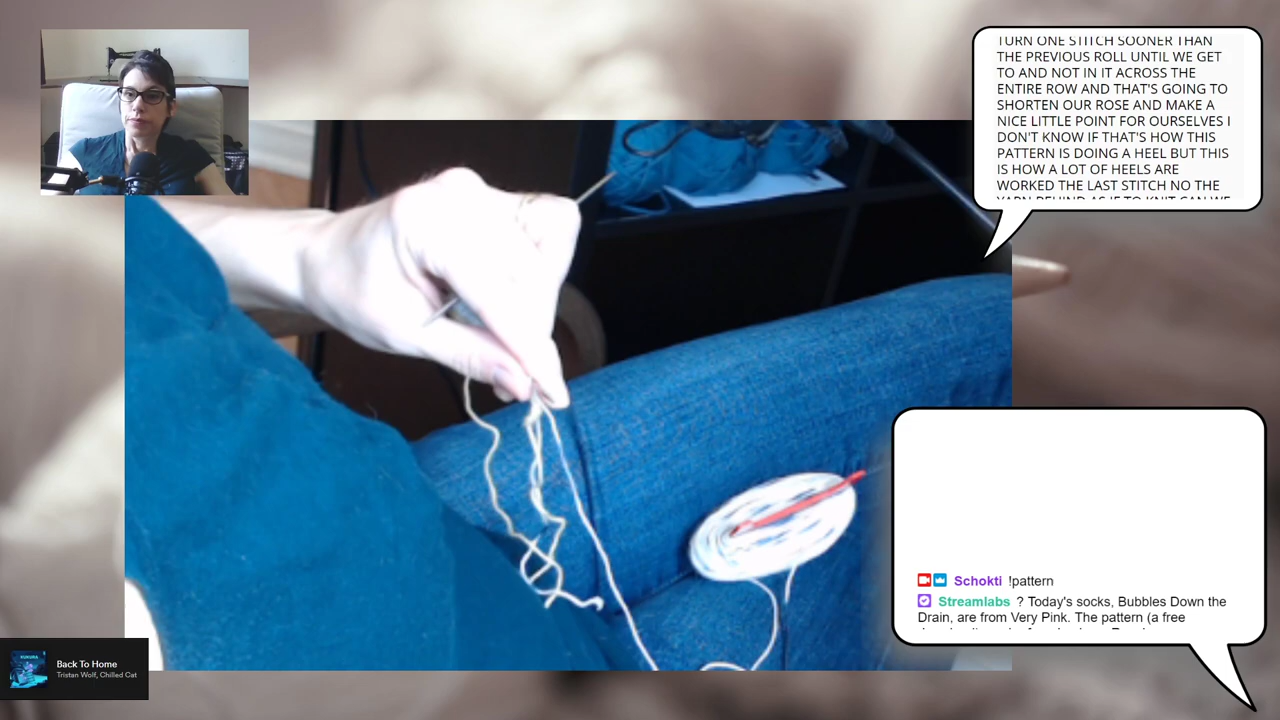 TURN ONE STITCH SOONER THAN
THE PREVIOUS ROLL UNTIL WE GET
TO AND NOT IN IT ACROSS THE
ENTIRE ROW AND THAT'S GOING TO
SHORTEN OUR ROSE AND MAKE A
NICE LITTLE POINT FOR OURSELVES I
DON'T KNOW IF THAT'S HOW THIS
PATTERN IS DOING A HEEL BUT THIS
IS HOW A LOT OF HEELS ARE
WORKED THE LAST STITCH NO THE
Schokti !pattern
Streamlabs ? Today's socks, Bubbles Down the
Drain, are from Very Pink. The pattern (a free
Back To Home
Tristan Wolf, Chilled Cat